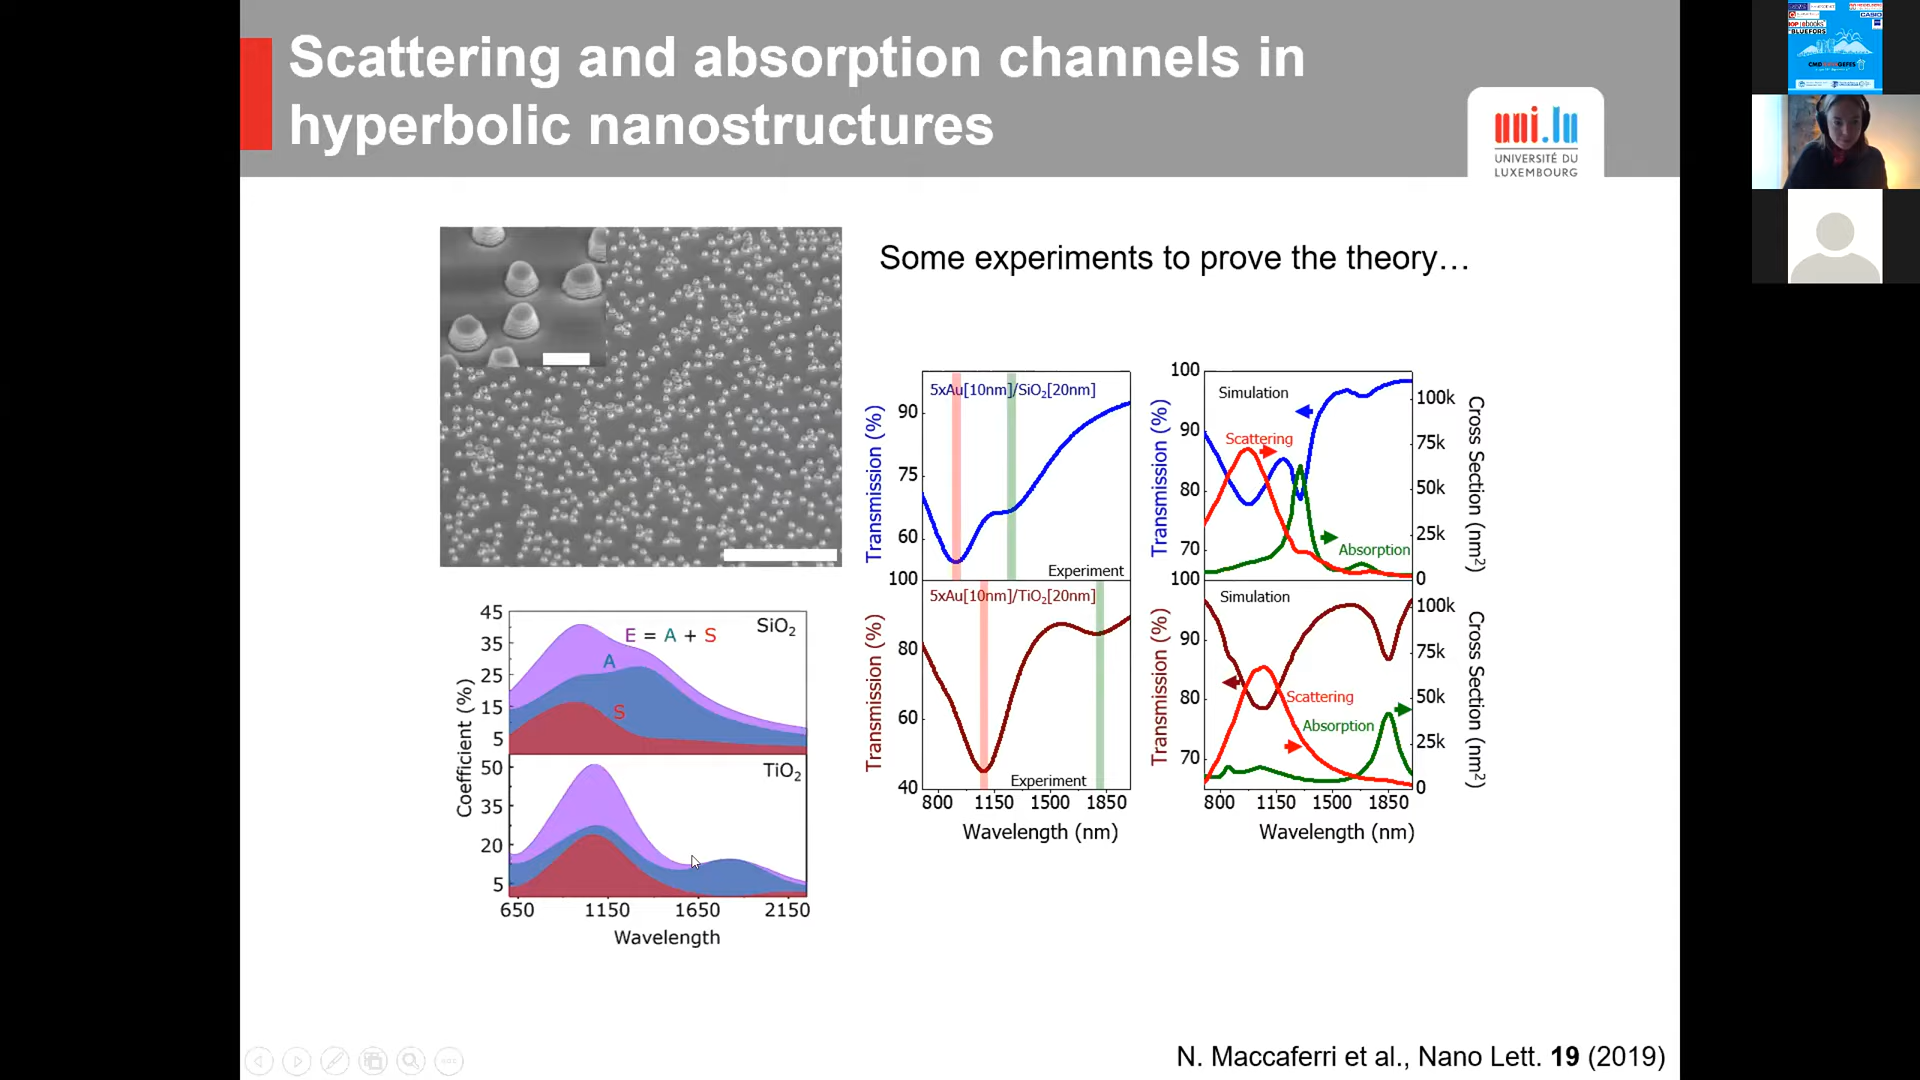 Scattering and absorption channels in
hyperbolic nanostructures
uni.lu
UNIVERSITÉ DU
LUXEMBOURG
Some experiments to prove the theory...
45
35
25
15
5
SiO2
E = A + S
A
S
50
35
20
5
TiO2
Coefficient (%)
650 1150 1650 2150
Wavelength
5xAu[10nm]/SiO2[20nm]
90
75
60
Transmission (%)
Experiment
100
5xAu[10nm]/TiO2[20nm]
80
60
40
Transmission (%)
Experiment
800 1150 1500 1850
Wavelength (nm)
100
90
80
70
Transmission (%)
Simulation
Scattering
Absorption
100k
75k
50k
25k
0
Cross Section (nm2)
100
90
80
70
Transmission (%)
Simulation
Scattering
Absorption
100k
75k
50k
25k
0
Cross Section (nm2)
800 1150 1500 1850
Wavelength (nm)
N. Maccaferri et al., Nano Lett. 19 (2019)
CASIO
IOP ebooks
BLUEFORS